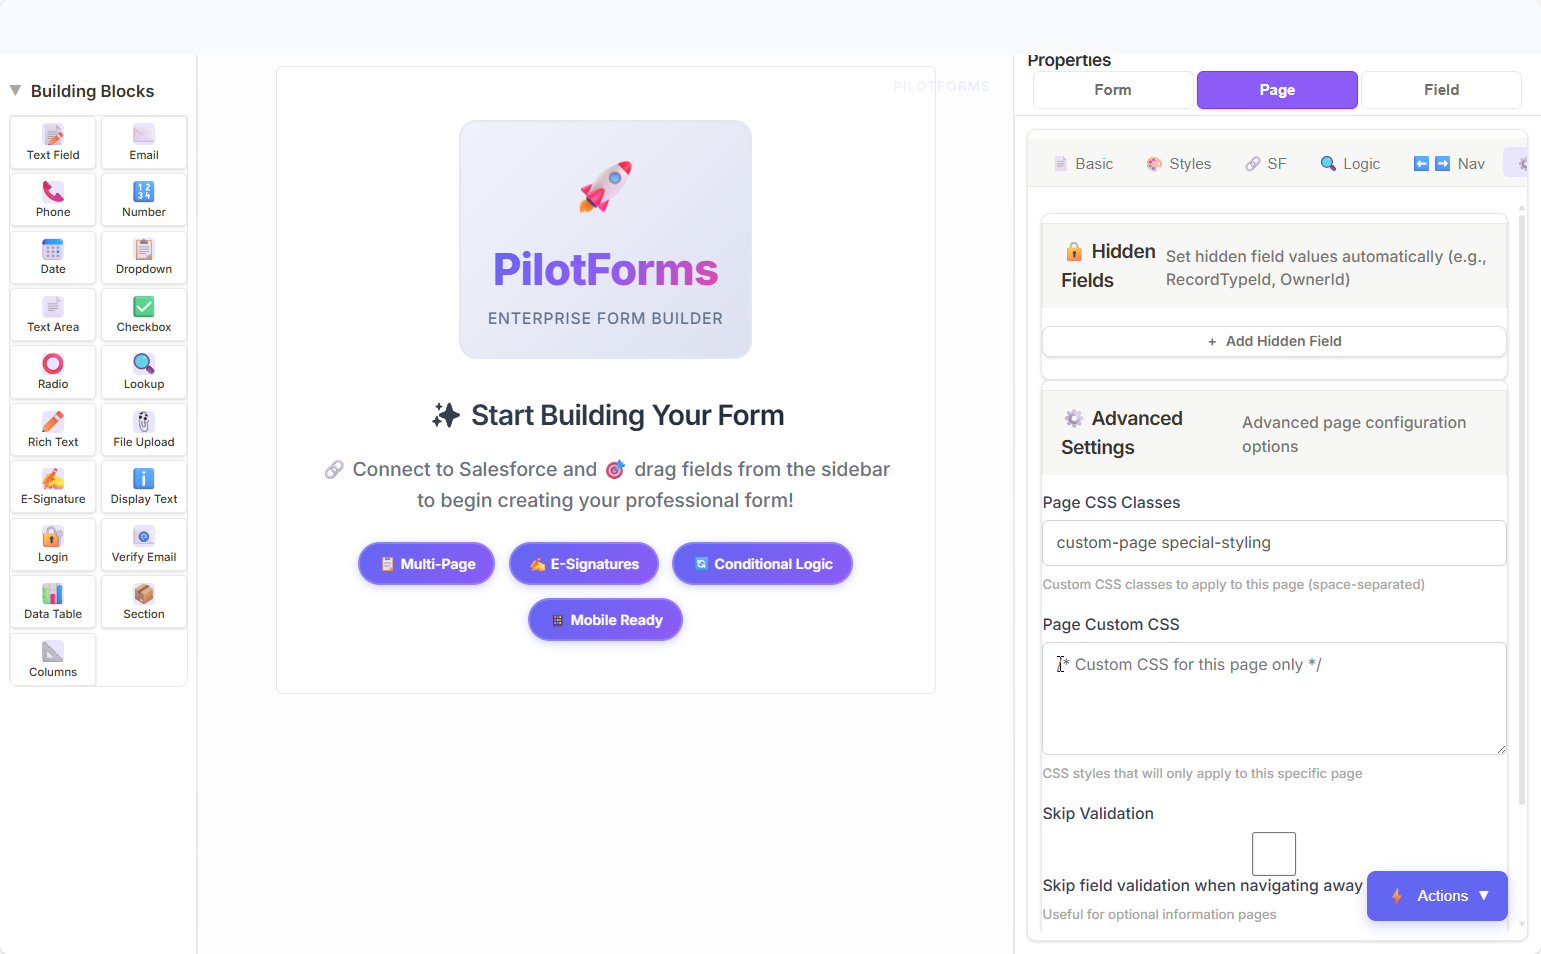 Building Blocks
Text Field
Email
Phone
Number
Date
Dropdown
Text Area
Checkbox
Radio
Lookup
Rich Text
File Upload
E-Signature
Display Text
Login
Verify Email
Data Table
Section
Columns
PILOTFORMS
PilotForms
ENTERPRISE FORM BUILDER
Start Building Your Form
Connect to Salesforce and drag fields from the sidebar
to begin creating your professional form!
Multi-Page
E-Signatures
Conditional Logic
Mobile Ready
Properties
Form
Page
Field
Basic
Styles
SF
Logic
Nav
Hidden
Fields
Set hidden field values automatically (e.g.,
RecordTypeId, OwnerId)
+ Add Hidden Field
Advanced
Settings
Advanced page configuration
options
Page CSS Classes
custom-page special-styling
Custom CSS classes to apply to this page (space-separated)
Page Custom CSS
/* Custom CSS for this page only */
CSS styles that will only apply to this specific page
Skip Validation
Skip field validation when navigating away
Useful for optional information pages
Actions ▼